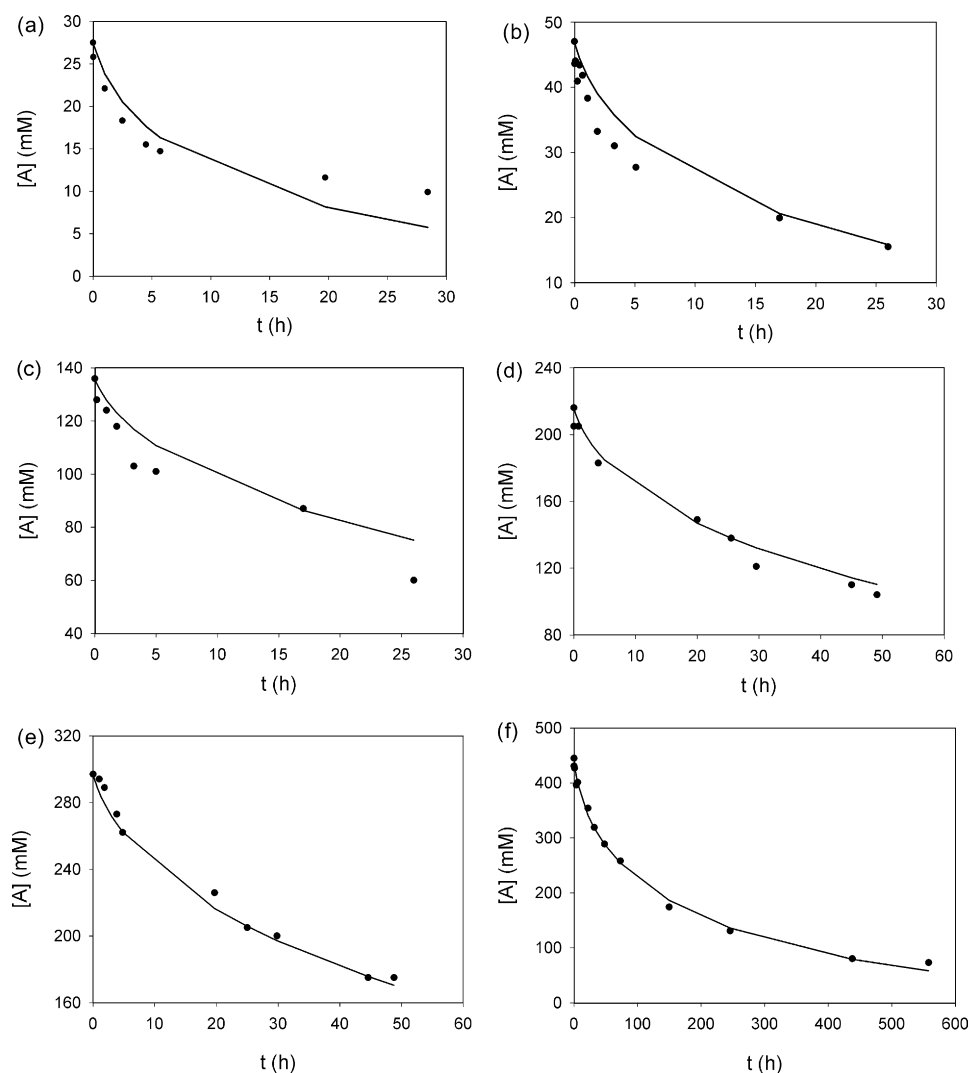 (a)
30
25
20
15
10
5
0
[A] (mM)
0 5 10 15 20 25 30
t (h)
(b)
50
40
30
20
10
[A] (mM)
0 5 10 15 20 25 30
t (h)
(c)
140
120
100
80
60
40
[A] (mM)
0 5 10 15 20 25 30
t (h)
(d)
240
200
160
120
80
[A] (mM)
0 10 20 30 40 50 60
t (h)
(e)
320
280
240
200
160
[A] (mM)
0 10 20 30 40 50 60
t (h)
(f)
500
400
300
200
100
0
[A] (mM)
0 100 200 300 400 500 600
t (h)